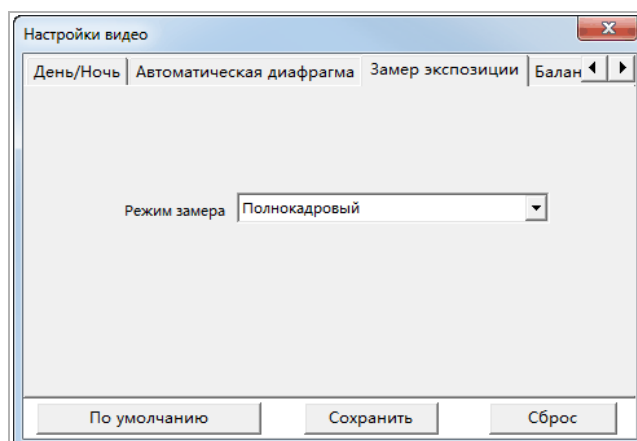 Настройки видео
День/Ночь Автоматическая диафрагма Замер экспозиции Балан
Режим замера Полнокадровый
По умолчанию Сохранить Сброс